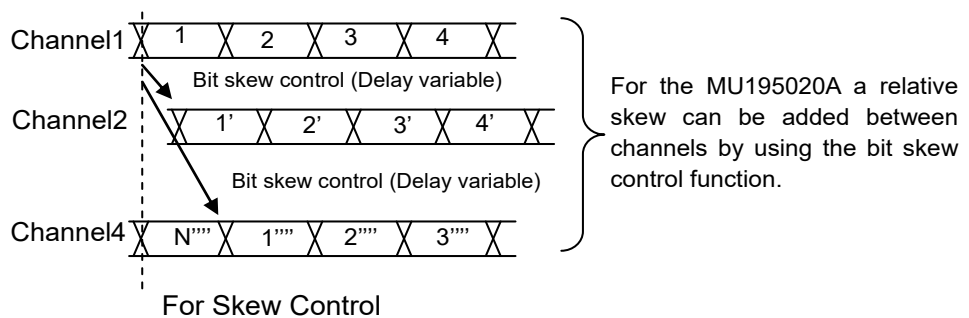 Channel1 1 2 3 4
Bit skew control (Delay variable)
Channel2 1' 2' 3' 4'
Bit skew control (Delay variable)
Channel4 N'''' 1'''' 2'''' 3''''
For Skew Control
For the MU195020A a relative
skew can be added between
channels by using the bit skew
control function.